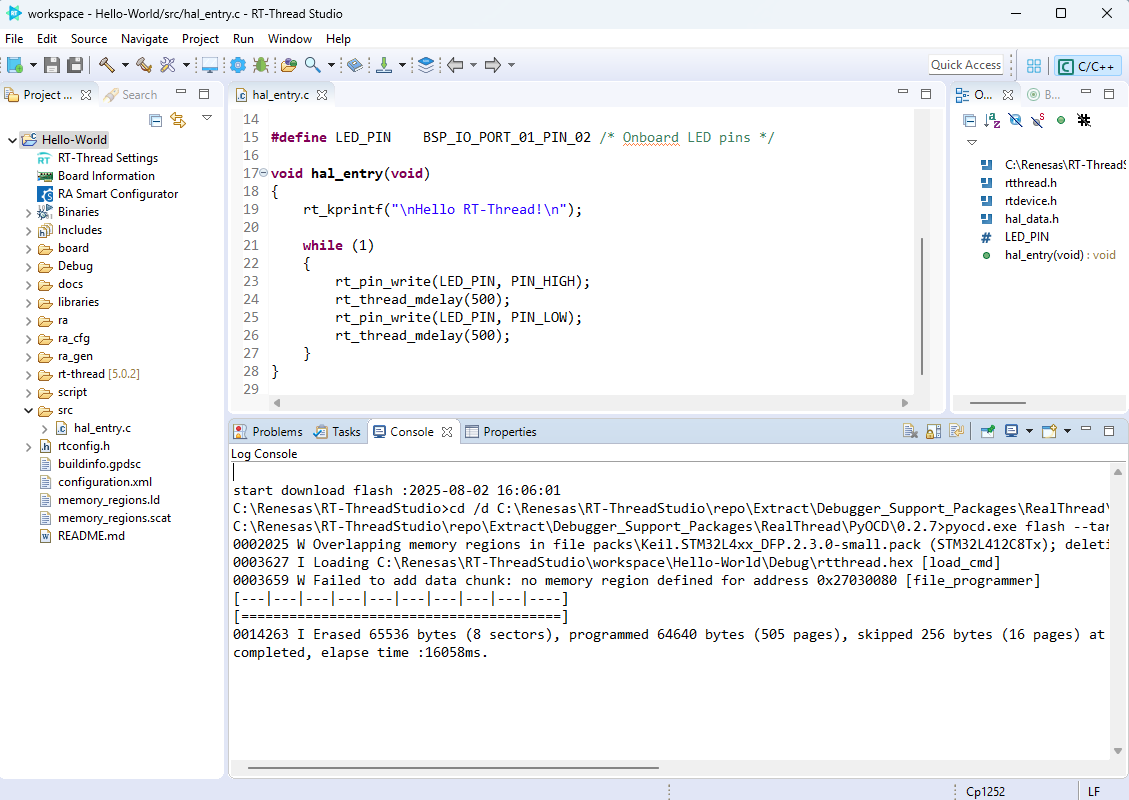 workspace - Hello-World/src/hal_entry.c - RT-Thread Studio
File Edit Source Navigate Project Run Window Help
Quick Access
C/C++
Project ...
Search
Hello-World
RT-Thread Settings
Board Information
RA Smart Configurator
Binaries
Includes
board
Debug
docs
libraries
ra
ra_cfg
ra_gen
rt-thread [5.0.2]
script
src
hal_entry.c
rtconfig.h
buildinfo.gpdsc
configuration.xml
memory_regions.ld
memory_regions.scat
README.md
hal_entry.c
14
15 #define LED_PIN    BSP_IO_PORT_01_PIN_02 /* Onboard LED pins */
16
17 void hal_entry(void)
18 {
19     rt_kprintf("\nHello RT-Thread!\n");
20
21     while (1)
22     {
23         rt_pin_write(LED_PIN, PIN_HIGH);
24         rt_thread_mdelay(500);
25         rt_pin_write(LED_PIN, PIN_LOW);
26         rt_thread_mdelay(500);
27     }
28 }
29
O...
B...
C:\Renesas\RT-ThreadS
rtthread.h
rtdevice.h
hal_data.h
LED_PIN
hal_entry(void) : void
Problems Tasks Console Properties
Log Console
start download flash :2025-08-02 16:06:01
C:\Renesas\RT-ThreadStudio>cd /d C:\Renesas\RT-ThreadStudio\repo\Extract\Debugger_Support_Packages\RealThread\
C:\Renesas\RT-ThreadStudio\repo\Extract\Debugger_Support_Packages\RealThread\PyOCD\0.2.7>pyocd.exe flash --tar
0002025 W Overlapping memory regions in file packs\Keil.STM32L4xx_DFP.2.3.0-small.pack (STM32L412C8Tx); deleti
0003627 I Loading C:\Renesas\RT-ThreadStudio\workspace\Hello-World\Debug\rtthread.hex [load_cmd]
0003659 W Failed to add data chunk: no memory region defined for address 0x27030080 [file_programmer]
[---|---|---|---|---|---|---|---|---|----]
[========================================]
0014263 I Erased 65536 bytes (8 sectors), programmed 64640 bytes (505 pages), skipped 256 bytes (16 pages) at
completed, elapse time :16058ms.
Cp1252
LF